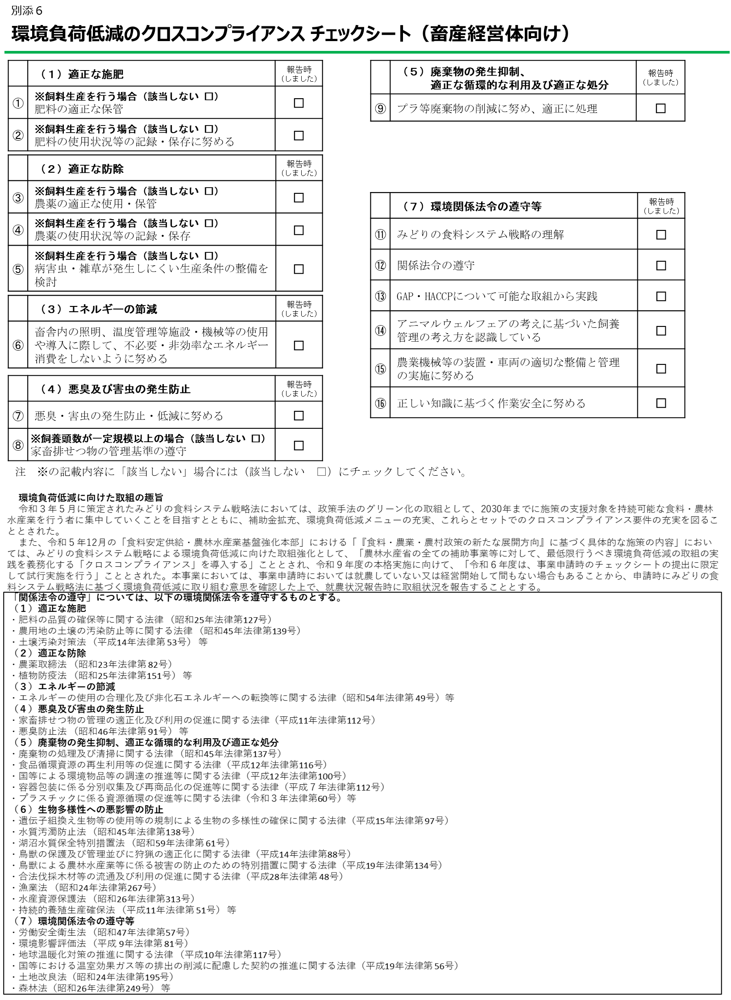 別添６
環境負荷低減のクロスコンプライアンス チェックシート（畜産経営体向け）
（１）適正な施肥
報告時
（しました）
①
※飼料生産を行う場合（該当しない □）
肥料の適正な保管
□
②
※飼料生産を行う場合（該当しない □）
肥料の使用状況等の記録・保存に努める
□
（２）適正な防除
報告時
（しました）
③
※飼料生産を行う場合（該当しない □）
農薬の適正な使用・保管
□
④
※飼料生産を行う場合（該当しない □）
農薬の使用状況等の記録・保存
□
⑤
※飼料生産を行う場合（該当しない □）
病害虫・雑草が発生しにくい生産条件の整備を
検討
□
（３）エネルギーの節減
報告時
（しました）
⑥
畜舎内の照明、温度管理等施設・機械等の使用
や導入に際して、不必要・非効率なエネルギー
消費をしないように努める
□
（４）悪臭及び害虫の発生防止
報告時
（しました）
⑦
悪臭・害虫の発生防止・低減に努める
□
⑧
※飼養頭数が一定規模以上の場合（該当しない □）
家畜排せつ物の管理基準の遵守
□
（５）廃棄物の発生抑制、
適正な循環的な利用及び適正な処分
報告時
（しました）
⑨
プラ等廃棄物の削減に努め、適正に処理
□
（７）環境関係法令の遵守等
報告時
（しました）
⑪
みどりの食料システム戦略の理解
□
⑫
関係法令の遵守
□
⑬
GAP・HACCPについて可能な取組から実践
□
⑭
アニマルウェルフェアの考えに基づいた飼養
管理の考え方を認識している
□
⑮
農業機械等の装置・車両の適切な整備と管理
の実施に努める
□
⑯
正しい知識に基づく作業安全に努める
□
注　※の記載内容に「該当しない」場合には（該当しない　□）にチェックしてください。
環境負荷低減に向けた取組の趣旨
令和３年５月に策定されたみどりの食料システム戦略法においては、政策手法のグリーン化の取組として、2030年までに施策の支援対象を持続可能な食料・農林
水産業を行う者に集中していくことを目指すとともに、補助金拡充、環境負荷低減メニューの充実、これらとセットでのクロスコンプライアンス要件の充実を図るこ
ととされた。
また、令和５年12月の「食料安定供給・農林水産業基盤強化本部」における「『食料・農業・農村政策の新たな展開方向』に基づく具体的な施策の内容」におい
ては、みどりの食料システム戦略による環境負荷低減に向けた取組強化として、「農林水産省の全ての補助事業等に対して、最低限行うべき環境負荷低減の取組の実
践を義務化する「クロスコンプライアンス」を導入する」こととされ、令和９年度の本格実施に向けて、「令和６年度は、事業申請時のチェックシートの提出に限定
して試行実施を行う」こととされた。本事業においては、事業申請時においては就農していない又は経営開始して間もない場合もあることから、申請時にみどりの食
料システム戦略法に基づく環境負荷低減に取り組む意思を確認した上で、就農状況報告時に取組状況を報告することとする。
「関係法令の遵守」については、以下の環境関係法令を遵守するものとする。
（１）適正な施肥
・肥料の品質の確保等に関する法律 （昭和25年法律第127号）
・農用地の土壌の汚染防止等に関する法律 （昭和45年法律第139号）
・土壌汚染対策法 （平成14年法律第 53号） 等
（２）適正な防除
・農薬取締法 （昭和23年法律第 82号）
・植物防疫法 （昭和25年法律第151号） 等
（３）エネルギーの節減
・エネルギーの使用の合理化及び非化石エネルギーへの転換等に関する法律（昭和54年法律第 49号）等
（４）悪臭及び害虫の発生防止
・家畜排せつ物の管理の適正化及び利用の促進に関する法律（平成11年法律第112号）
・悪臭防止法 （昭和46年法律第 91号） 等
（５）廃棄物の発生抑制、適正な循環的な利用及び適正な処分
・廃棄物の処理及び清掃に関する法律 （昭和45年法律第137号）
・食品循環資源の再生利用等の促進に関する法律（平成12年法律第116号）
・国等による環境物品等の調達の推進等に関する法律（平成12年法律第100号）
・容器包装に係る分別収集及び再商品化の促進等に関する法律（平成７年法律第112号）
・プラスチックに係る資源循環の促進等に関する法律（令和３年法律第60号）等
（６）生物多様性への悪影響の防止
・遺伝子組換え生物等の使用等の規制による生物の多様性の確保に関する法律（平成15年法律第 97号）
・水質汚濁防止法 （昭和45年法律第138号）
・湖沼水質保全特別措置法 （昭和59年法律第 61号）
・鳥獣の保護及び管理並びに狩猟の適正化に関する法律（平成14年法律第88号）
・鳥獣による農林水産業等に係る被害の防止のための特別措置に関する法律（平成19年法律第134号）
・合法伐採木材等の流通及び利用の促進に関する法律（平成28年法律第 48号）
・漁業法 （昭和24年法律第267号）
・水産資源保護法 （昭和26年法律第313号）
・持続的養殖生産確保法 （平成11年法律第 51号） 等
（７）環境関係法令の遵守等
・労働安全衛生法 （昭和47年法律第57号）
・環境影響評価法 （平成 9年法律第 81号）
・地球温暖化対策の推進に関する法律 （平成10年法律第117号）
・国等における温室効果ガス等の排出の削減に配慮した契約の推進に関する法律（平成19年法律第 56号）
・土地改良法（昭和24年法律第195号）
・森林法（昭和26年法律第249号） 等